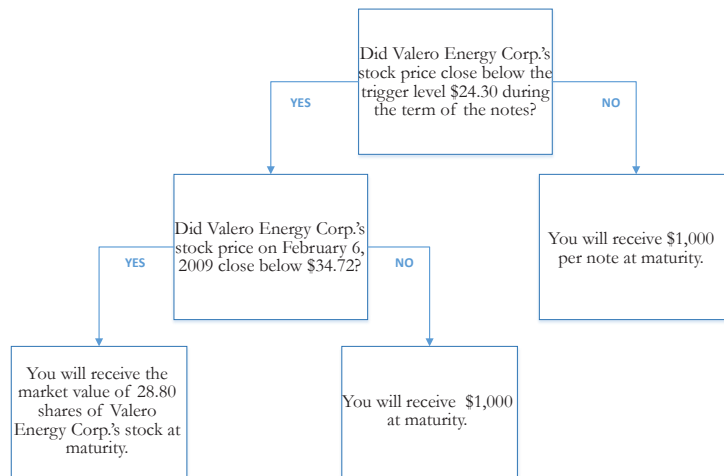 Did Valero Energy Corp.'s
stock price close below the
trigger level $24.30 during
the term of the notes?
YES
NO
Did Valero Energy Corp.'s
stock price on February 6,
2009 close below $34.72?
You will receive $1,000
per note at maturity.
YES
NO
You will receive the
market value of 28.80
shares of Valero
Energy Corp.'s stock at
maturity.
You will receive $1,000
at maturity.